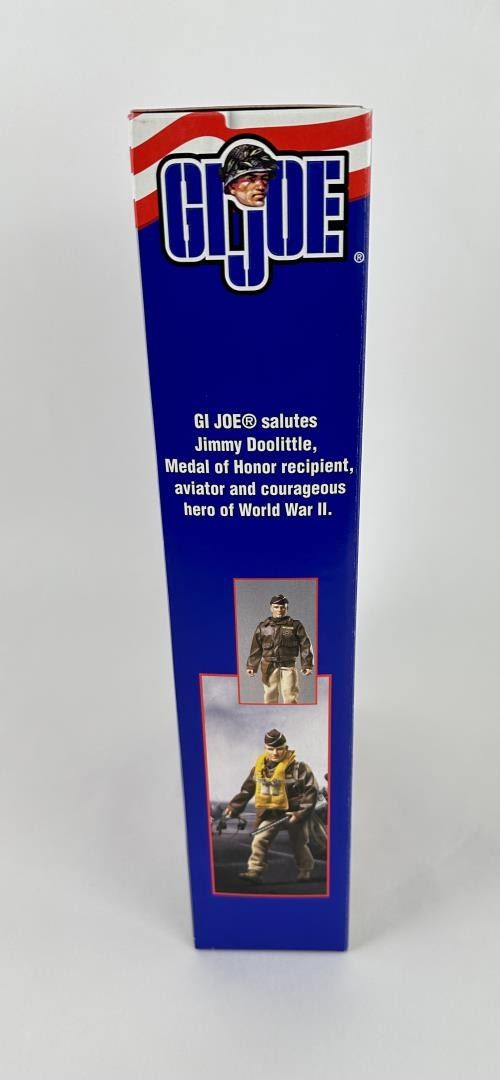 GI JOE
®
GI JOE® salutes
Jimmy Doolittle,
Medal of Honor recipient,
aviator and courageous
hero of World War II.